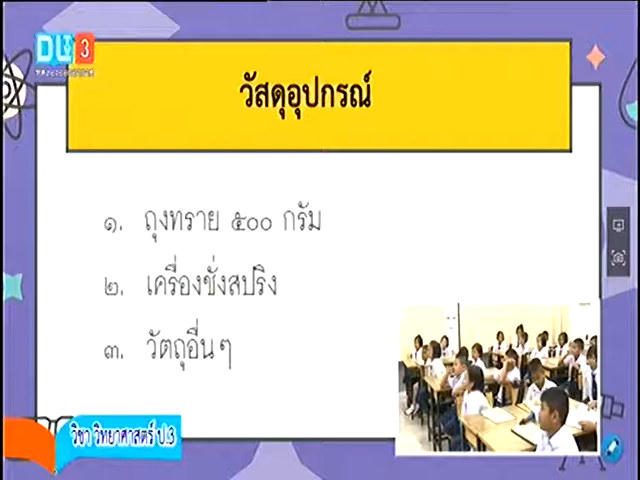 DLTV 3
วัสดุอุปกรณ์
๑. ถุงทราย ๕๐๐ กรัม
๒. เครื่องชั่งสปริง
๓. วัตถุอื่น ๆ
วิชา วิทยาศาสตร์ ป.3